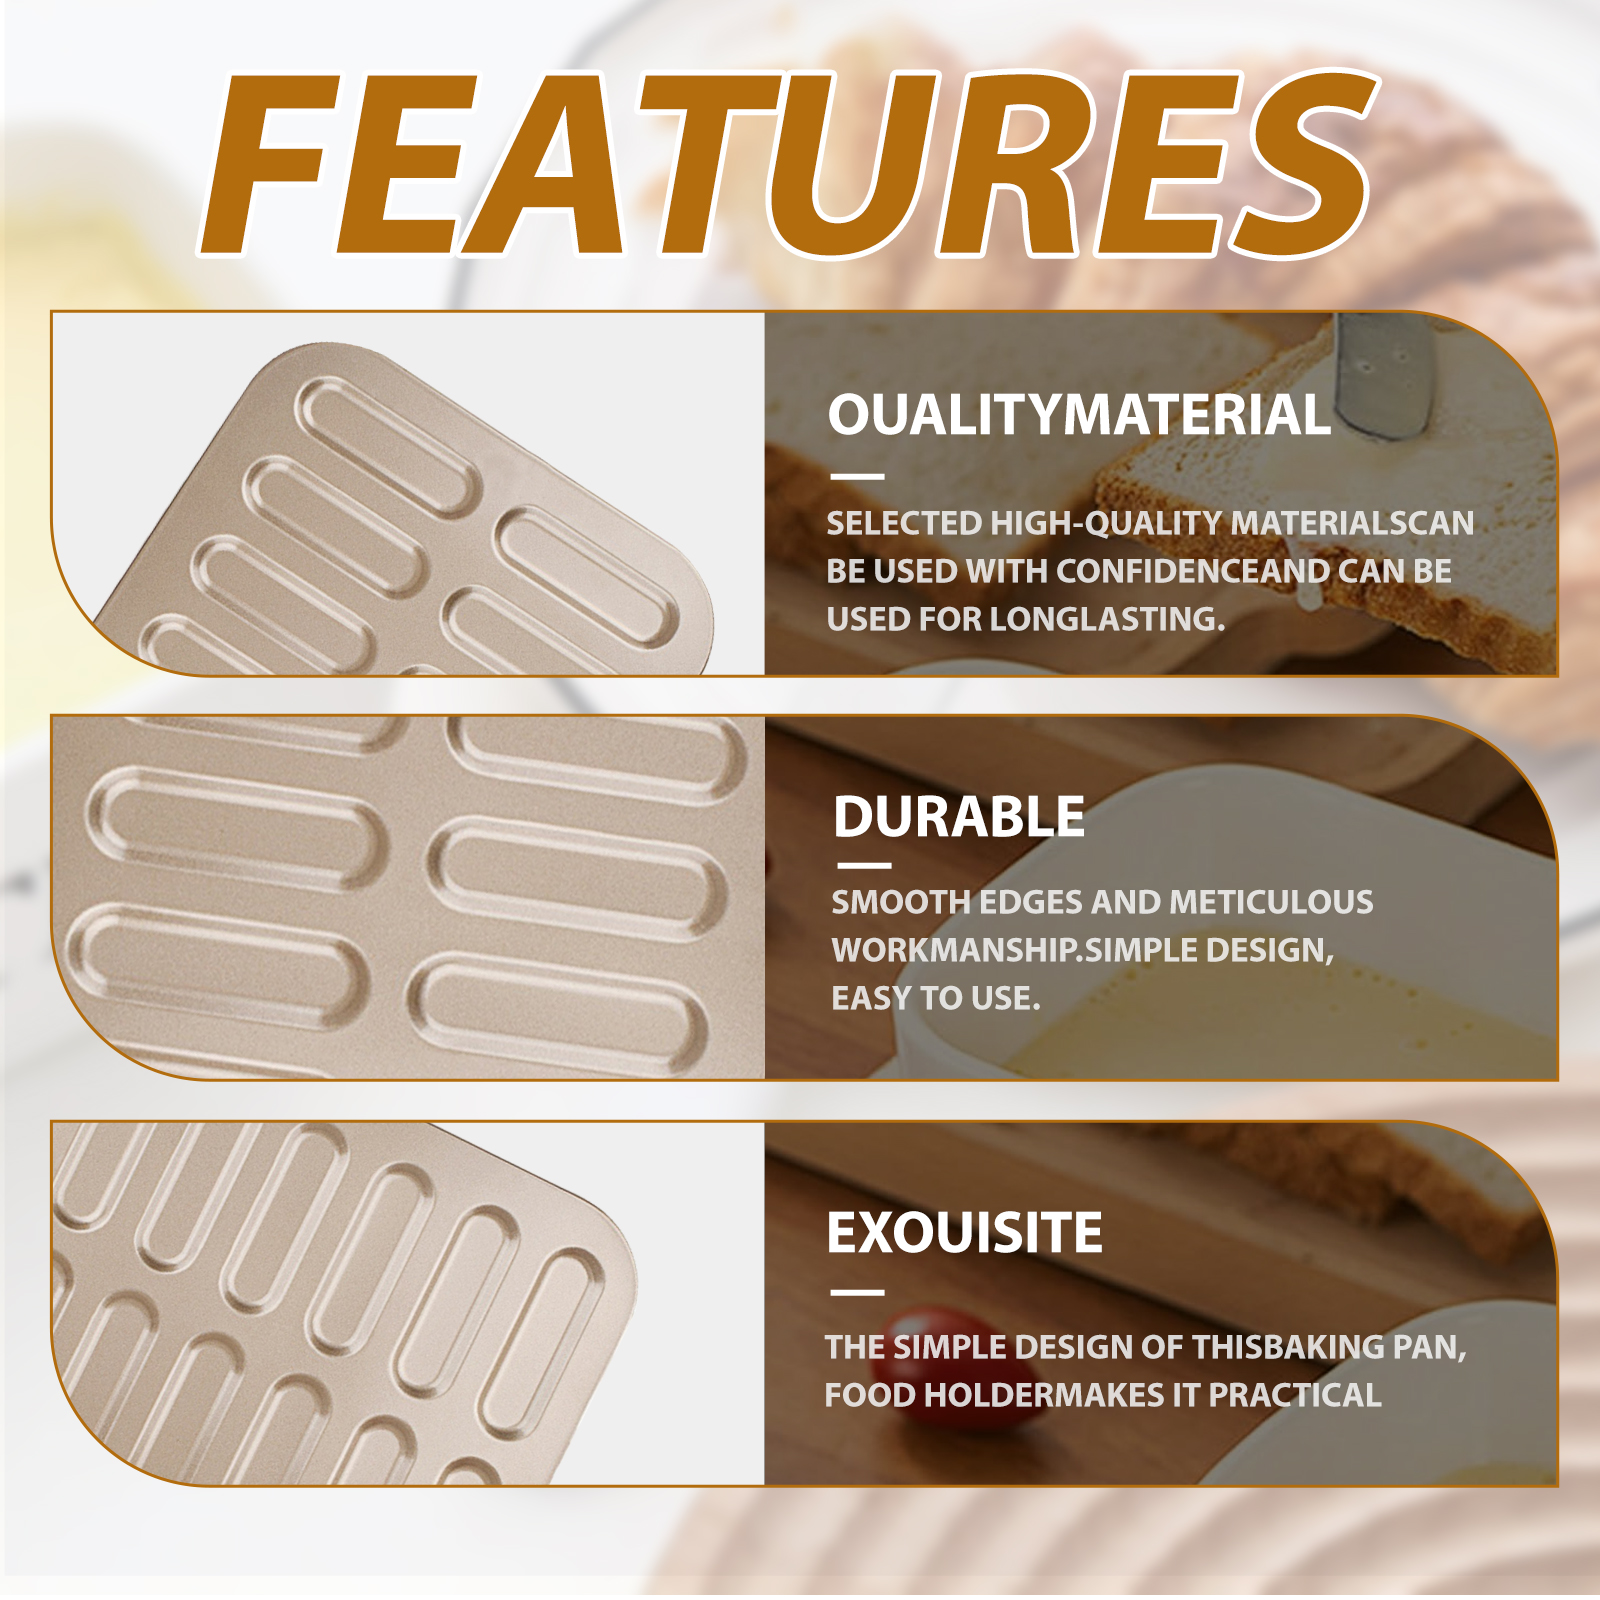 FEATURES
OUALITYMATERIAL
SELECTED HIGH-QUALITY MATERIALSCAN
BE USED WITH CONFIDENCEAND CAN BE
USED FOR LONGLASTING.
DURABLE
SMOOTH EDGES AND METICULOUS
WORKMANSHIP.SIMPLE DESIGN,
EASY TO USE.
EXOUISITE
THE SIMPLE DESIGN OF THISBAKING PAN,
FOOD HOLDERMAKES IT PRACTICAL